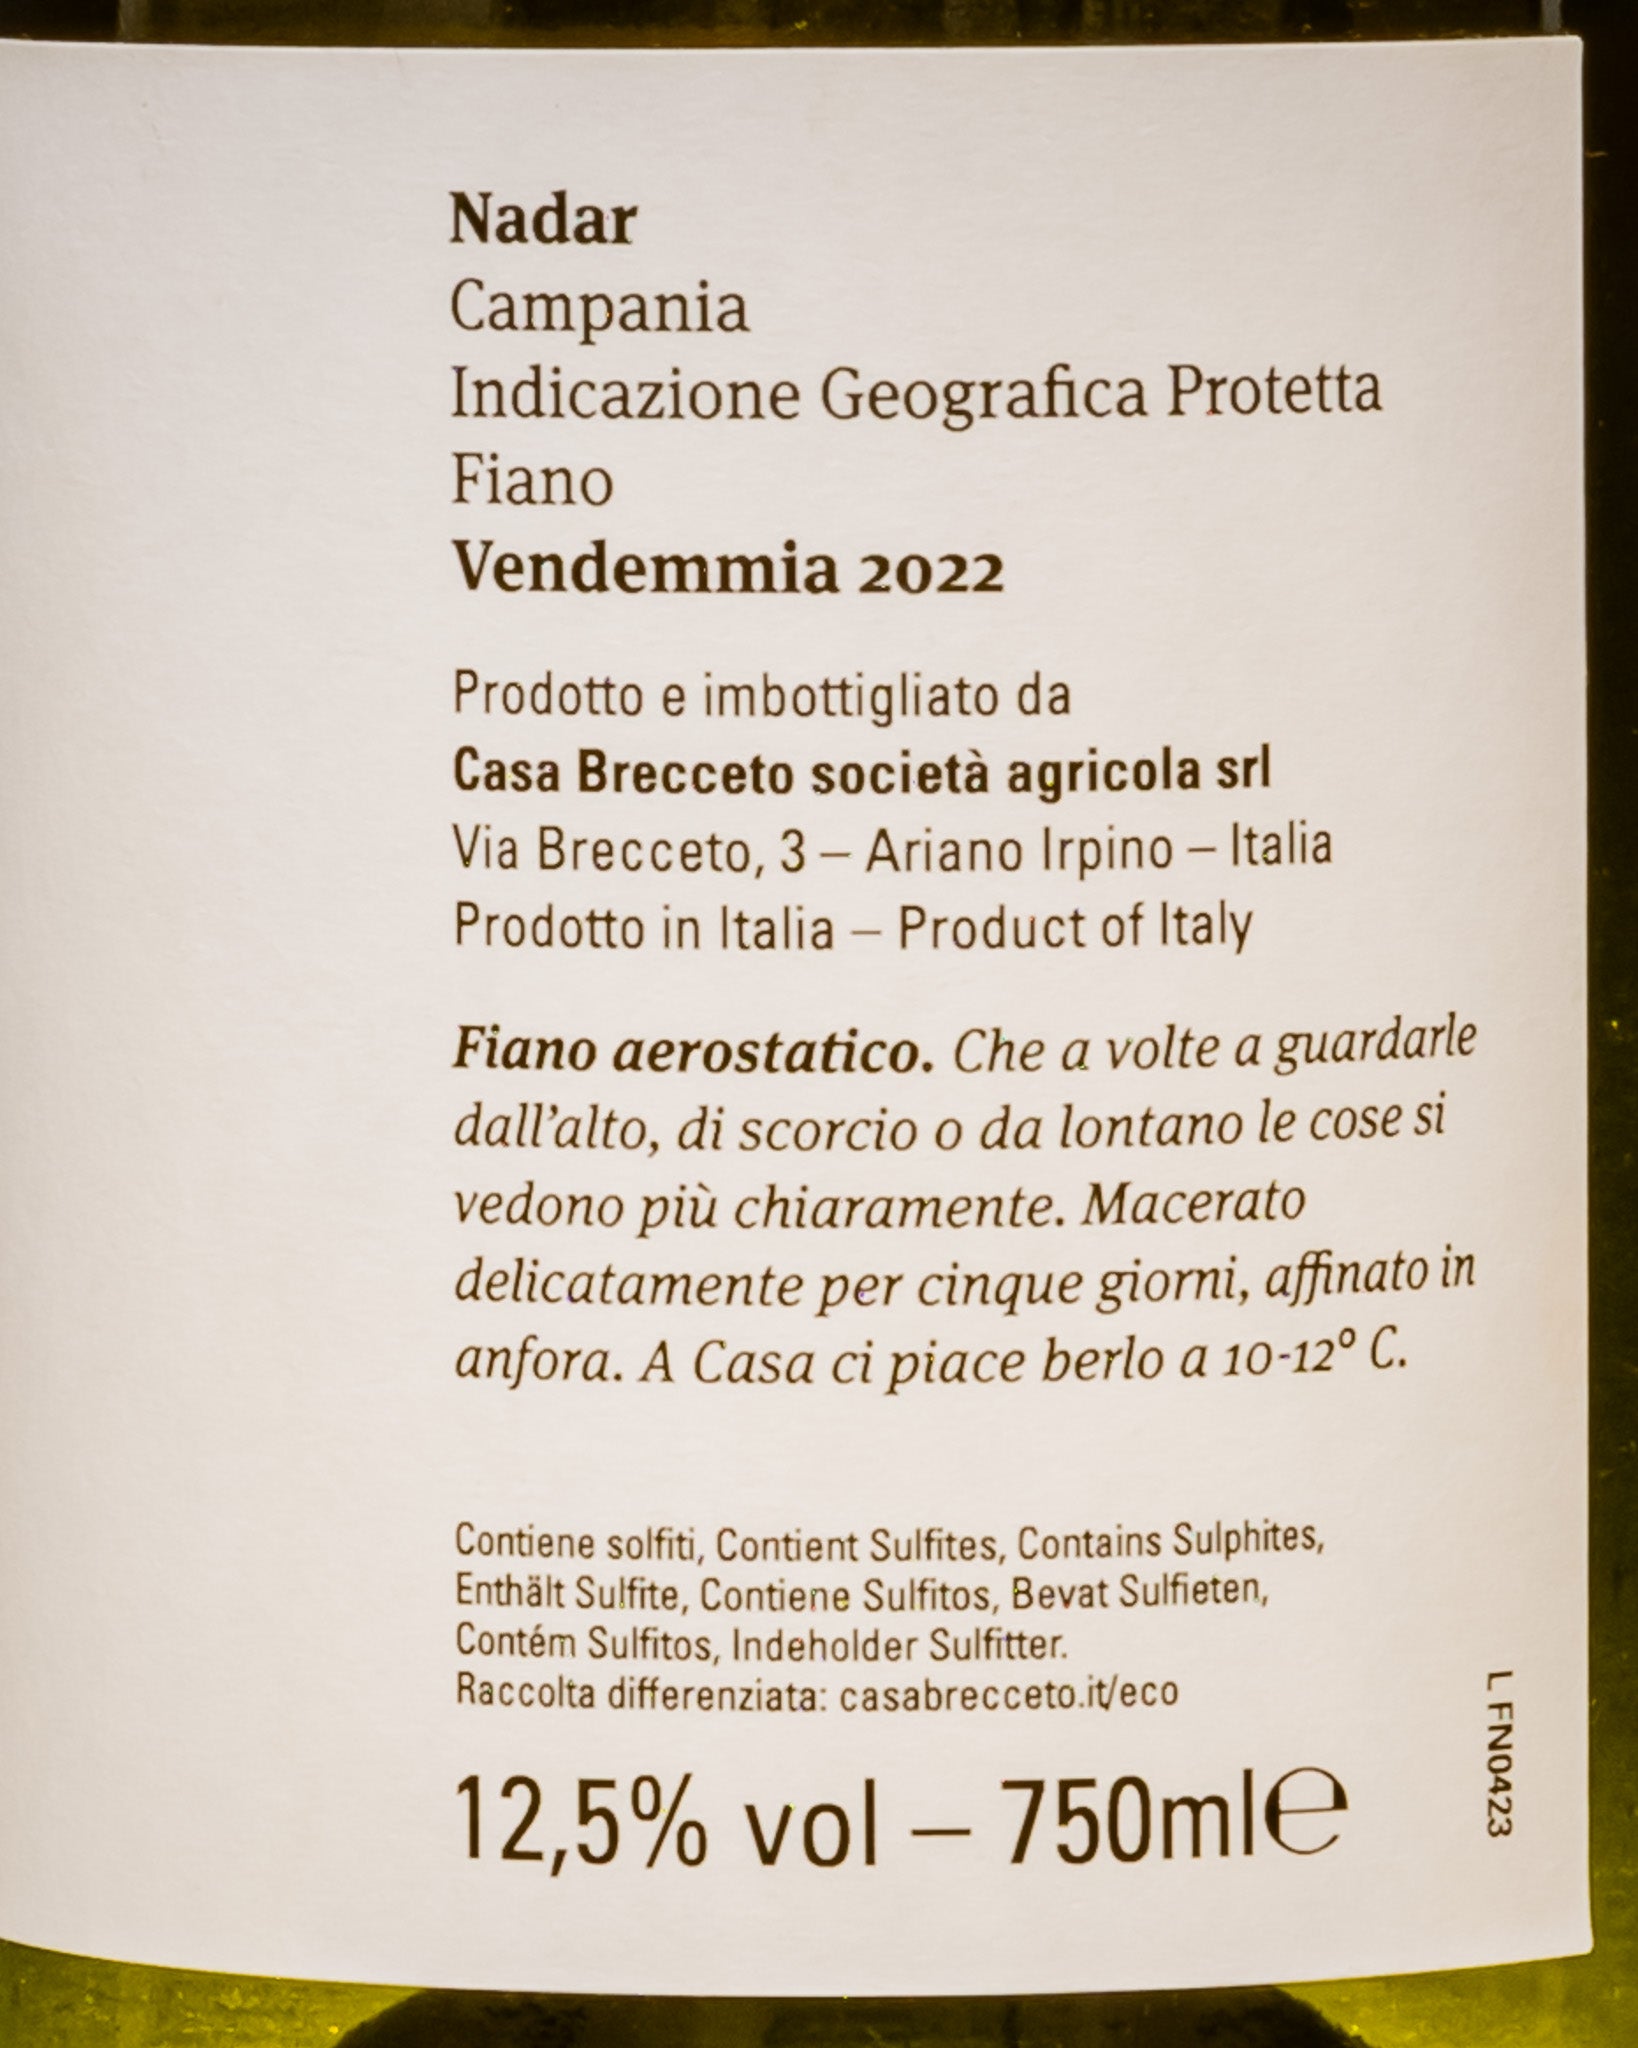 Nadar
Campania
Indicazione Geografica Protetta
Fiano
Vendemmia 2022
Prodotto e imbottigliato da
Casa Brecceto società agricola srl
Via Brecceto, 3 – Ariano Irpino – Italia
Prodotto in Italia – Product of Italy
Fiano aerostatico. Che a volte a guardarle
dall'alto, di scorcio o da lontano le cose si
vedono più chiaramente. Macerato
delicatamente per cinque giorni, affinato in
anfora. A Casa ci piace berlo a 10-12° C.
Contiene solfiti, Contient Sulfites, Contains Sulphites,
Enthält Sulfite, Contiene Sulfitos, Bevat Sulfieten,
Contém Sulfitos, Indeholder Sulfitter.
Raccolta differenziata: casabrecceto.it/eco
12,5% vol – 750ml℮
L FN0423